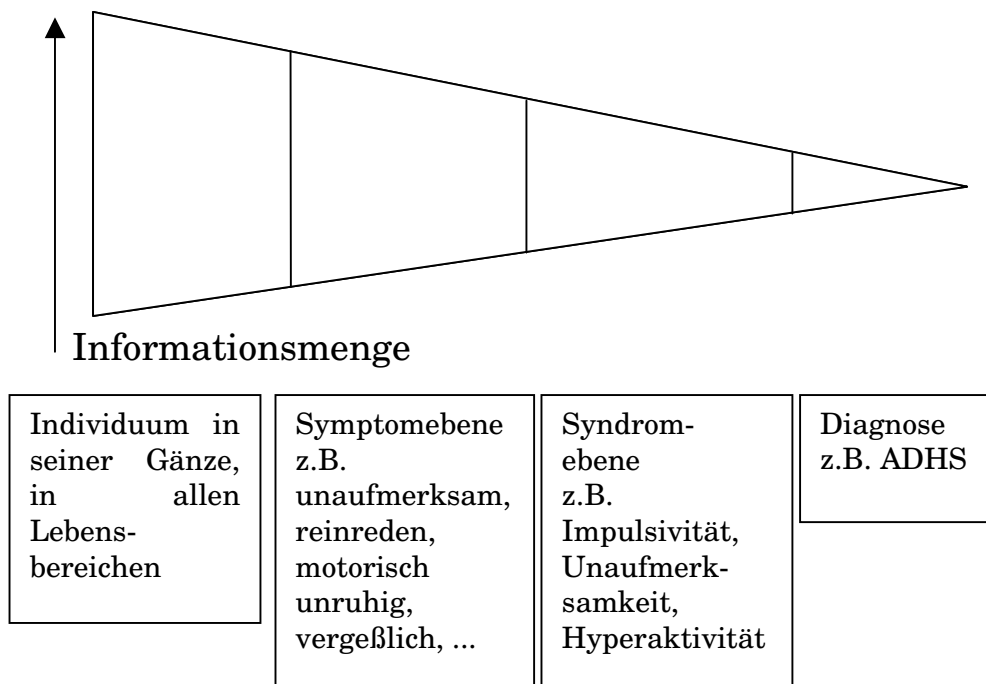 Informationsmenge
Individuum in
seiner Gänze,
in allen
Lebens-
bereichen
Symptomebene
z.B.
unaufmerksam,
reinreden,
motorisch
unruhig,
vergeßlich, ...
Syndrom-
ebene
z.B.
Impulsivität,
Unaufmerk-
samkeit,
Hyperaktivität
Diagnose
z.B. ADHS